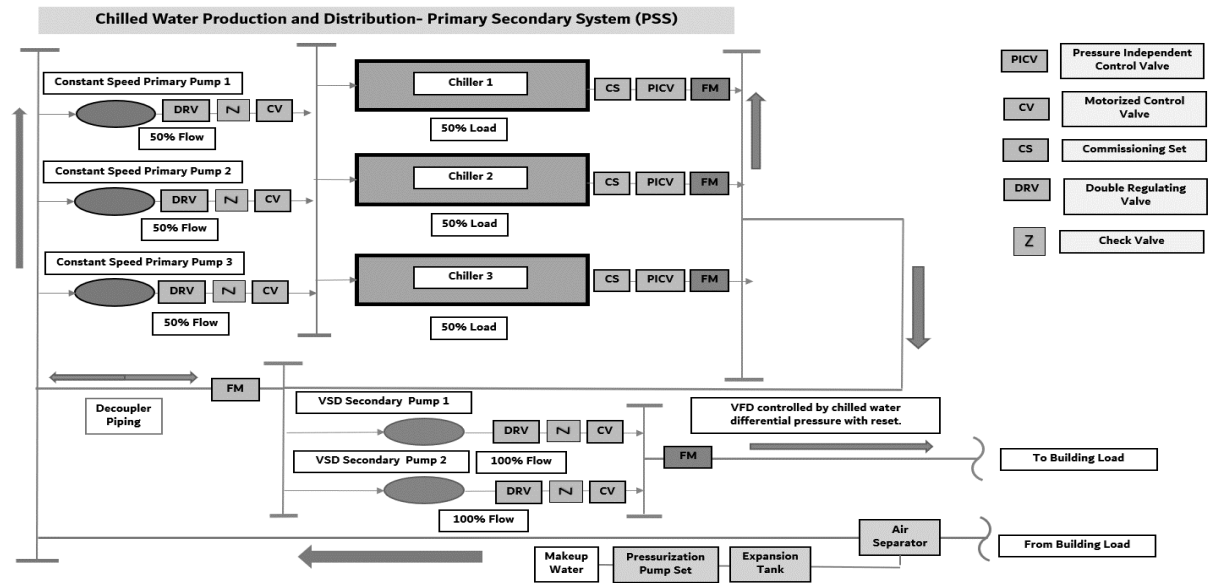 Chilled Water Production and Distribution- Primary Secondary System (PSS)
Constant Speed Primary Pump 1
DRV
Z
CV
50% Flow
Chiller 1
50% Load
CS
PICV
FM
Constant Speed Primary Pump 2
DRV
Z
CV
50% Flow
Chiller 2
50% Load
CS
PICV
FM
Constant Speed Primary Pump 3
DRV
Z
CV
50% Flow
Chiller 3
50% Load
CS
PICV
FM
PICV
Pressure Independent
Control Valve
CV
Motorized Control
Valve
CS
Commissioning Set
DRV
Double Regulating
Valve
Z
Check Valve
Decoupler
Piping
FM
VSD Secondary Pump 1
DRV
Z
CV
100% Flow
VSD Secondary Pump 2
DRV
Z
CV
100% Flow
FM
VFD controlled by chilled water
differential pressure with reset.
To Building Load
Air
Separator
From Building Load
Makeup
Water
Pressurization
Pump Set
Expansion
Tank